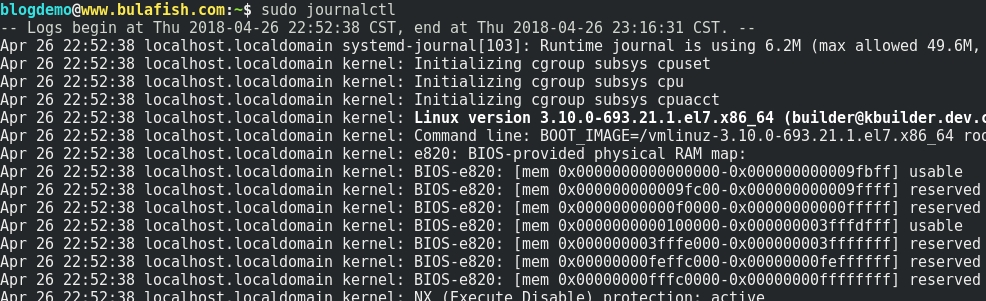 blogdemo@www.bulafish.com:~$ sudo journalctl
-- Logs begin at Thu 2018-04-26 22:52:38 CST, end at Thu 2018-04-26 23:16:31 CST. --
Apr 26 22:52:38 localhost.localdomain systemd-journal[103]: Runtime journal is using 6.2M (max allowed 49.6M,
Apr 26 22:52:38 localhost.localdomain kernel: Initializing cgroup subsys cpuset
Apr 26 22:52:38 localhost.localdomain kernel: Initializing cgroup subsys cpu
Apr 26 22:52:38 localhost.localdomain kernel: Initializing cgroup subsys cpuacct
Apr 26 22:52:38 localhost.localdomain kernel: Linux version 3.10.0-693.21.1.el7.x86_64 (builder@kbuilder.dev.c
Apr 26 22:52:38 localhost.localdomain kernel: Command line: BOOT_IMAGE=/vmlinuz-3.10.0-693.21.1.el7.x86_64 roo
Apr 26 22:52:38 localhost.localdomain kernel: e820: BIOS-provided physical RAM map:
Apr 26 22:52:38 localhost.localdomain kernel: BIOS-e820: [mem 0x0000000000000000-0x000000000009fbff] usable
Apr 26 22:52:38 localhost.localdomain kernel: BIOS-e820: [mem 0x000000000009fc00-0x000000000009ffff] reserved
Apr 26 22:52:38 localhost.localdomain kernel: BIOS-e820: [mem 0x00000000000f0000-0x00000000000fffff] reserved
Apr 26 22:52:38 localhost.localdomain kernel: BIOS-e820: [mem 0x0000000000100000-0x000000003fffdfff] usable
Apr 26 22:52:38 localhost.localdomain kernel: BIOS-e820: [mem 0x000000003fffe000-0x000000003fffffff] reserved
Apr 26 22:52:38 localhost.localdomain kernel: BIOS-e820: [mem 0x00000000feffc000-0x00000000feffffff] reserved
Apr 26 22:52:38 localhost.localdomain kernel: BIOS-e820: [mem 0x00000000fffc0000-0x00000000ffffffff] reserved
Apr 26 22:52:38 localhost.localdomain kernel: NX (Execute Disable) protection: active